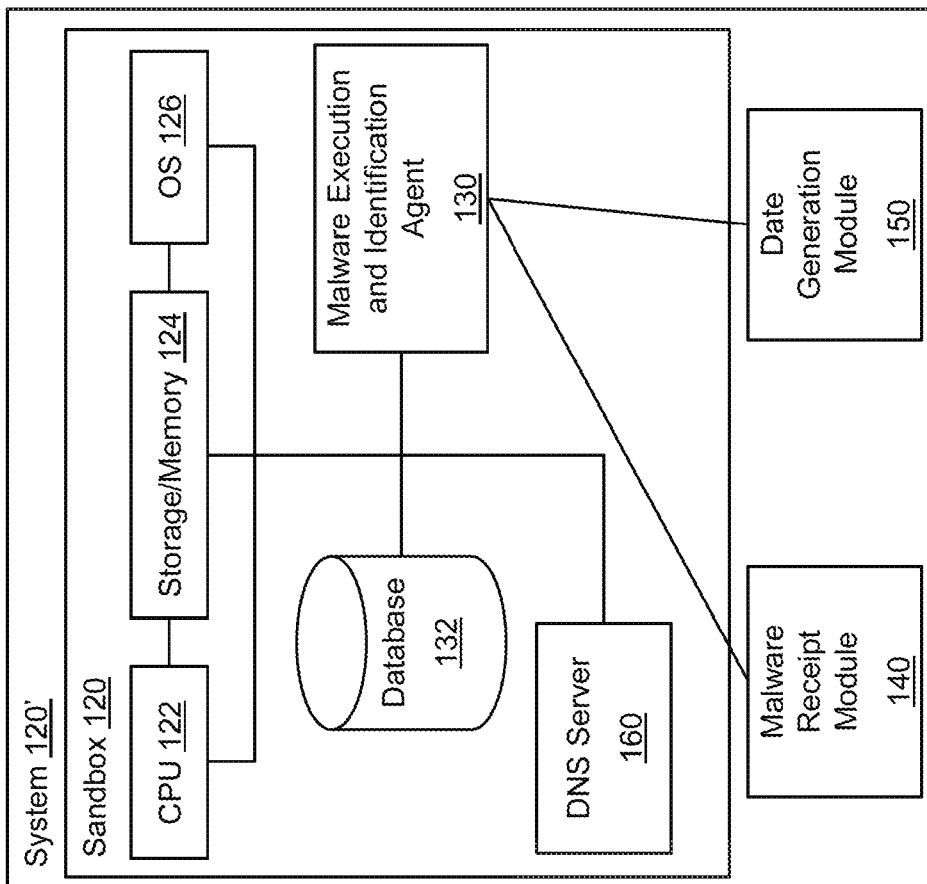 System 120'
Sandbox 120
CPU 122
Storage/Memory 124
OS 126
Database
132
Malware Execution
and Identification
Agent
130
DNS Server
160
Malware
Receipt
Module
140
Date
Generation
Module
150